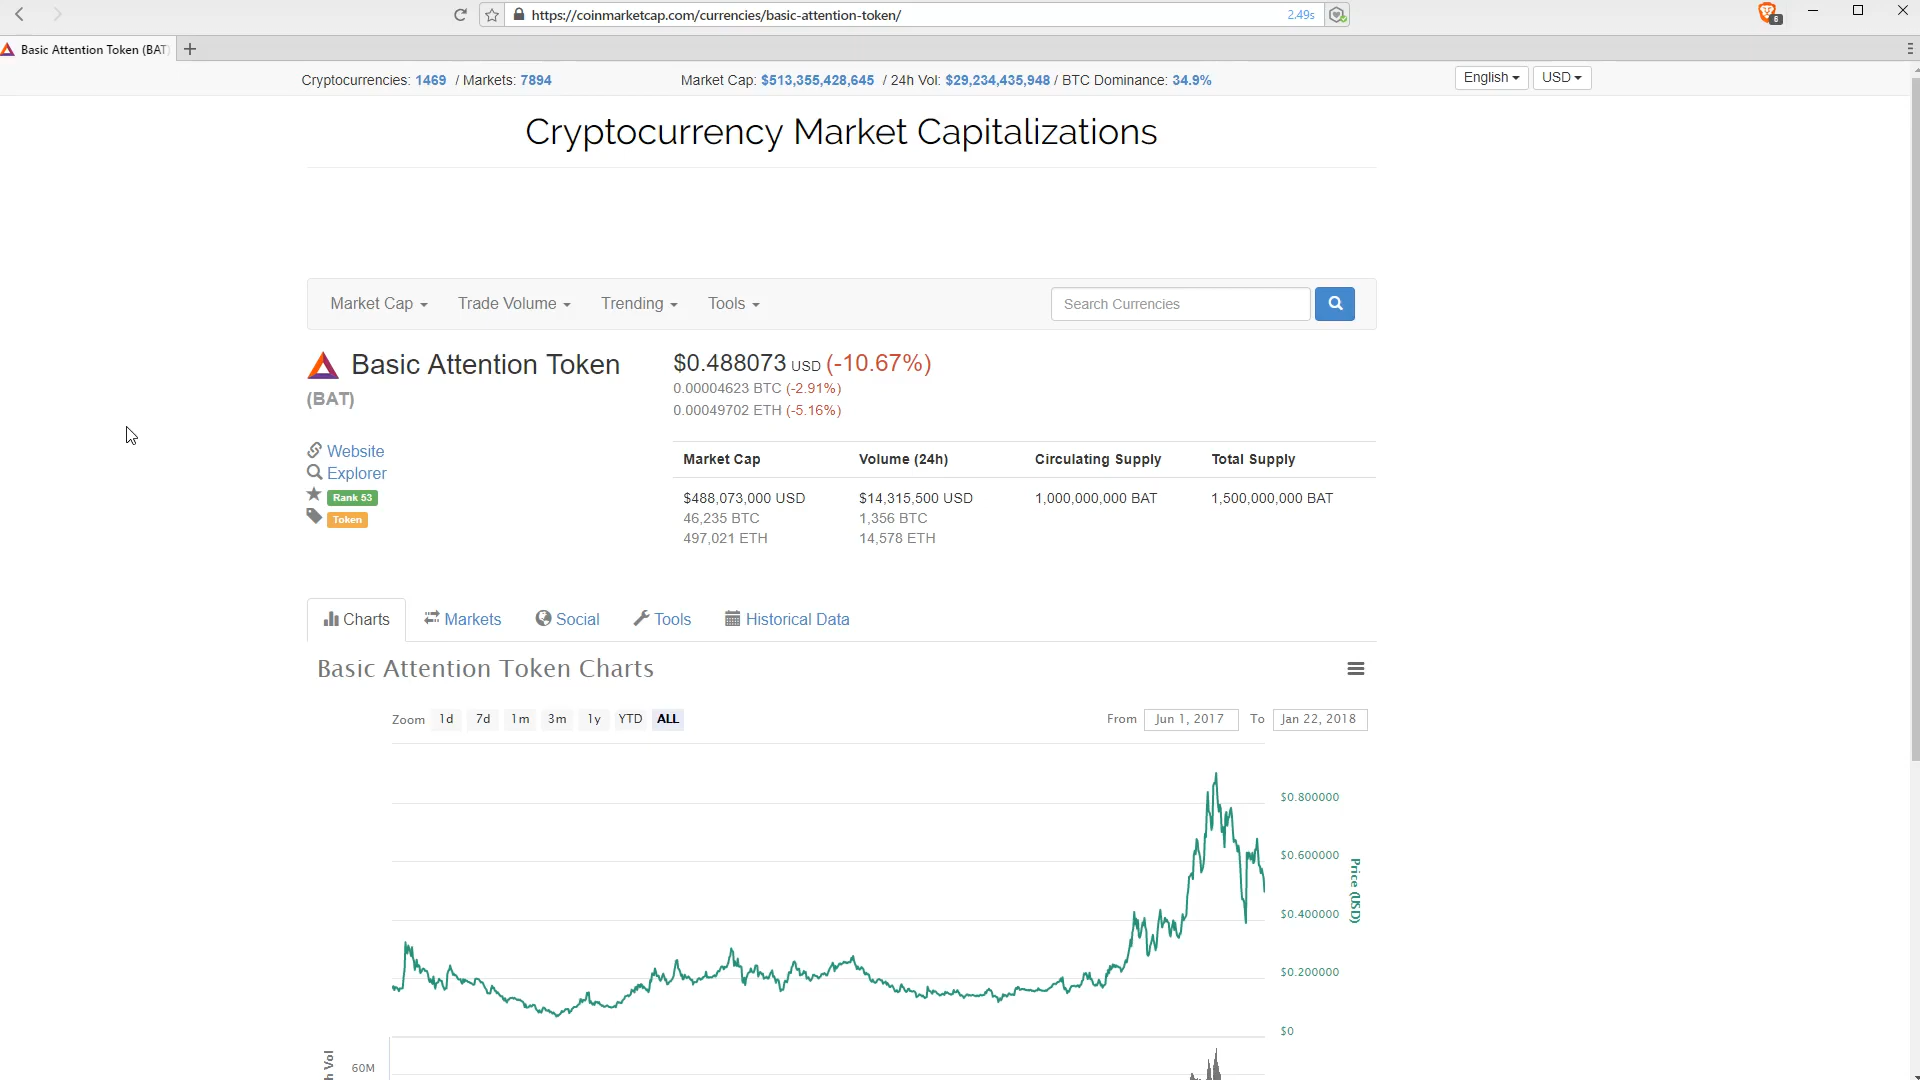 https://coinmarketcap.com/currencies/basic-attention-token/ 2.49s
6
Basic Attention Token (BAT)
Cryptocurrencies: 1469 / Markets: 7894 Market Cap: $513,355,428,645 / 24h Vol: $29,234,435,948 / BTC Dominance: 34.9% English USD
Cryptocurrency Market Capitalizations
Market Cap Trade Volume Trending Tools Search Currencies
Basic Attention Token
(BAT)
$0.488073 USD (-10.67%)
0.00004623 BTC (-2.91%)
0.00049702 ETH (-5.16%)
Website
Explorer
Rank 53
Token
Market Cap Volume (24h) Circulating Supply Total Supply
$488,073,000 USD $14,315,500 USD 1,000,000,000 BAT 1,500,000,000 BAT
46,235 BTC 1,356 BTC
497,021 ETH 14,578 ETH
Charts Markets Social Tools Historical Data
Basic Attention Token Charts
Zoom 1d 7d 1m 3m 1y YTD ALL From Jun 1, 2017 To Jan 22, 2018
$0.800000
$0.600000
$0.400000
$0.200000
$0
Price (USD)
h Vol
60M